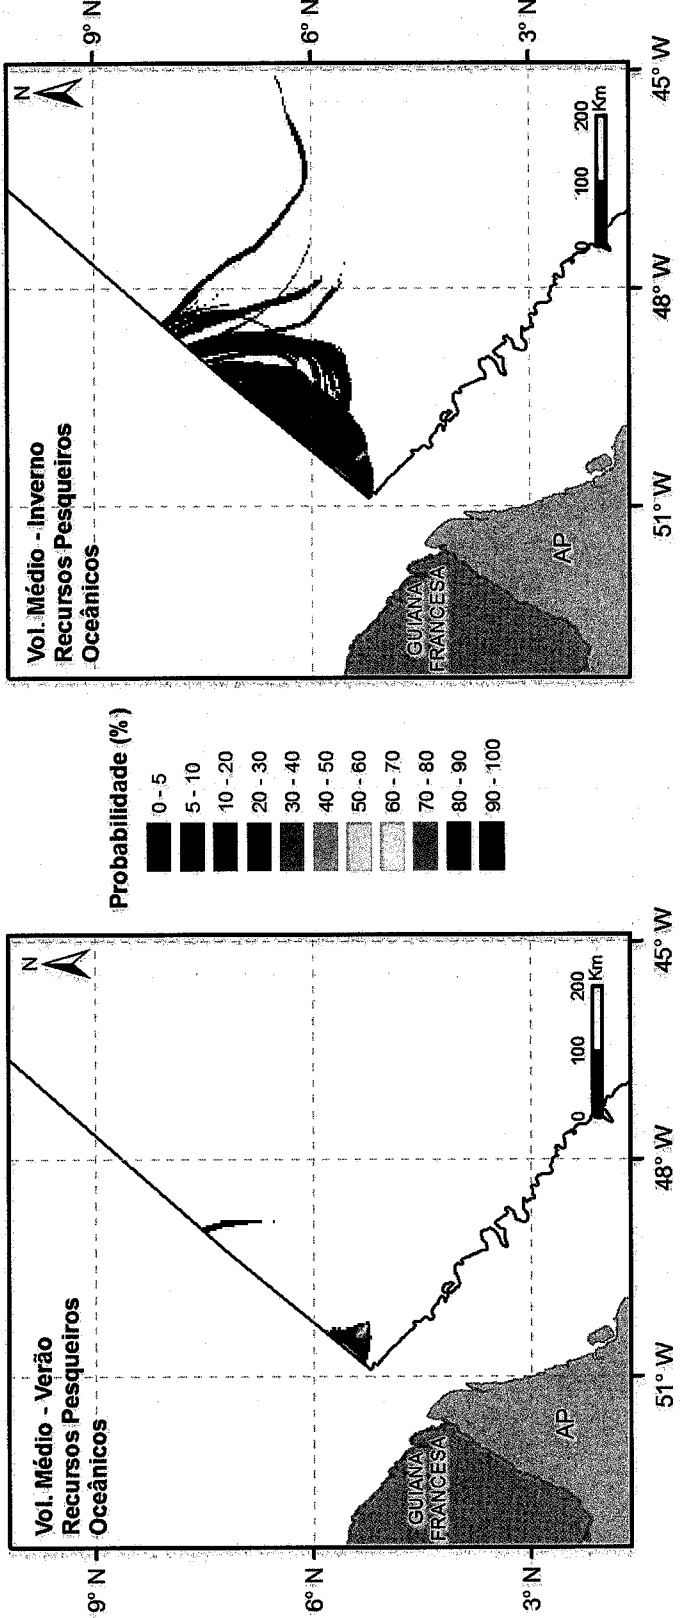 Vol. Médio - Verão
Recursos Pesqueiros
Oceânicos
N
9° N
6° N
3° N
GUIANA
FRANCESA
AP
0 100 200
Km
51° W
48° W
45° W
Probabilidade (%)
0 - 5
5 - 10
10 - 20
20 - 30
30 - 40
40 - 50
50 - 60
60 - 70
70 - 80
80 - 90
90 - 100
Vol. Médio - Inverno
Recursos Pesqueiros
Oceânicos
N
9° N
6° N
3° N
GUIANA
FRANCESA
AP
0 100 200
Km
51° W
48° W
45° W